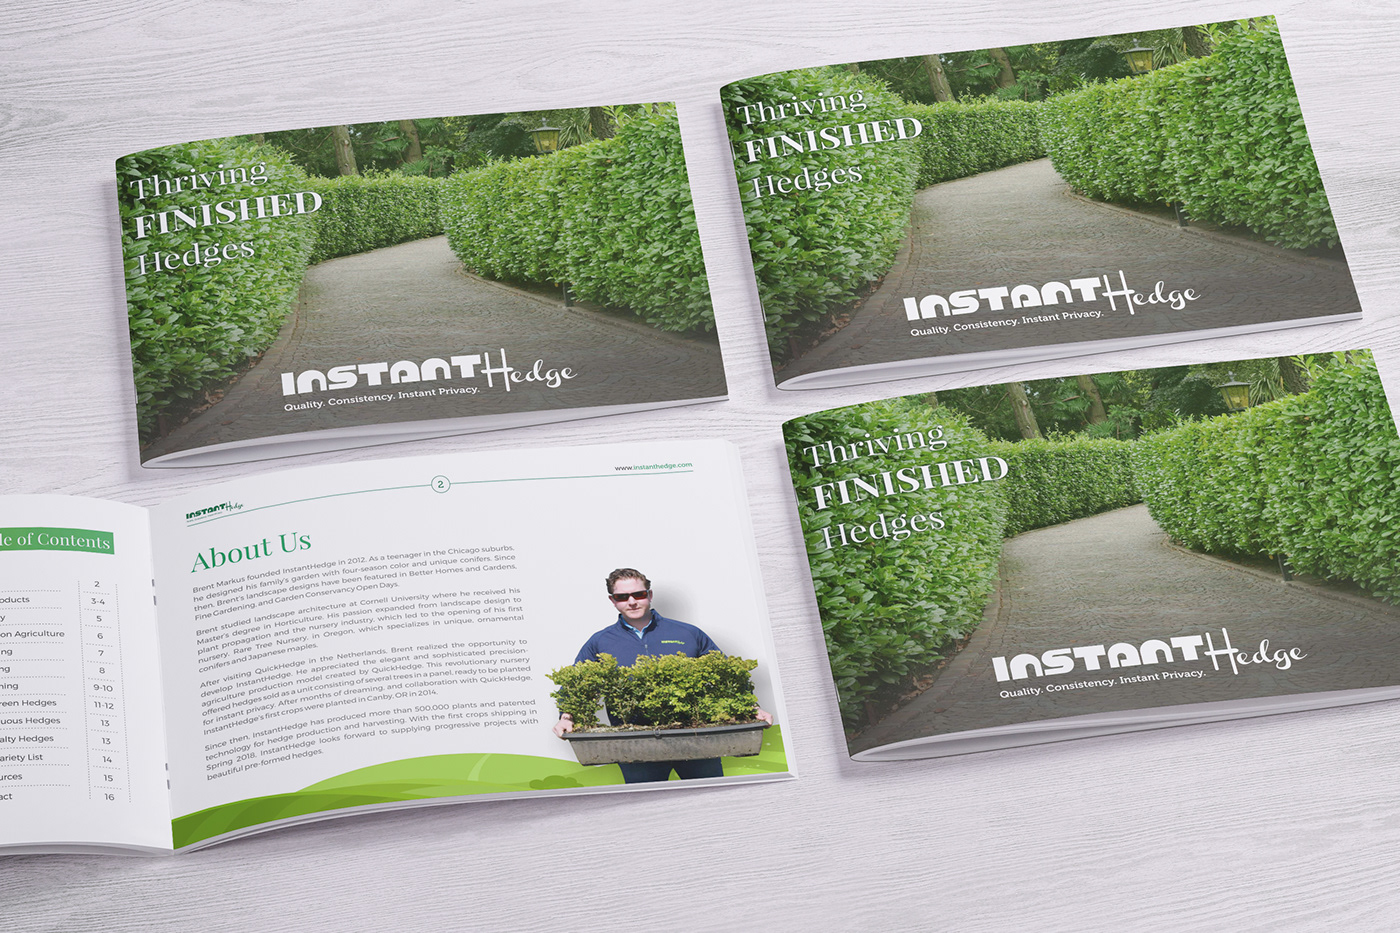 Thriving
FINISHED
Hedges
INSTANTHedge
Quality. Consistency. Instant Privacy.
Thriving
FINISHED
Hedges
INSTANTHedge
Quality. Consistency. Instant Privacy.
Thriving
FINISHED
Hedges
INSTANTHedge
Quality. Consistency. Instant Privacy.
le of Contents
2
oducts 3-4
y 5
on Agriculture 6
ng 7
ng 8
ning 9-10
reen Hedges 11-12
uous Hedges 13
alty Hedges 13
ariety List 14
urces 15
act 16
INSTANTHedge
2
www.instanthedge.com
About Us
Brent Markus founded InstantHedge in 2012. As a teenager in the Chicago suburbs,
he designed his family's garden with four-season color and unique conifers. Since
then, Brent's landscape designs have been featured in Better Homes and Gardens,
Fine Gardening, and Garden Conservancy Open Days.
Brent studied landscape architecture at Cornell University where he received his
Master's degree in Horticulture. His passion expanded from landscape design to
plant propagation and the nursery industry, which led to the opening of his first
nursery, Rare Tree Nursery, in Oregon, which specializes in unique, ornamental
conifers and Japanese maples.
After visiting QuickHedge in the Netherlands, Brent realized the opportunity to
develop InstantHedge. He appreciated the elegant and sophisticated precision-
agriculture production model created by QuickHedge. This revolutionary nursery
offered hedges sold as a unit consisting of several trees in a panel, ready to be planted
for instant privacy. After months of dreaming, and collaboration with QuickHedge,
InstantHedge's first crops were planted in Canby, OR in 2014.
Since then, InstantHedge has produced more than 500,000 plants and patented
technology for hedge production and harvesting. With the first crops shipping in
Spring 2018, InstantHedge looks forward to supplying progressive projects with
beautiful pre-formed hedges.